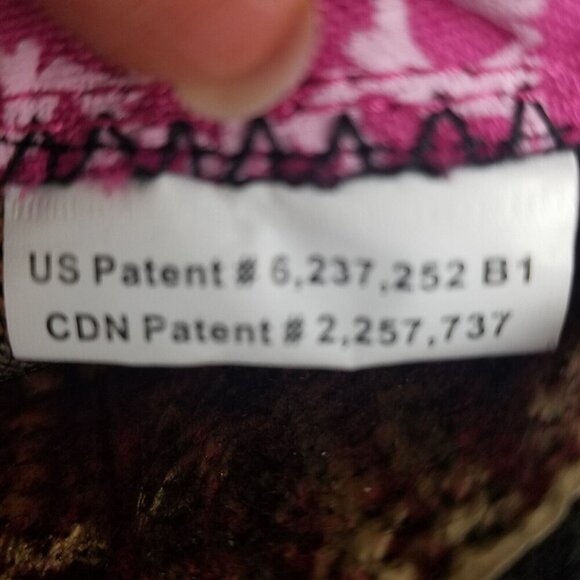 US Patent # 6,237,252 B1
CDN Patent # 2,257,737